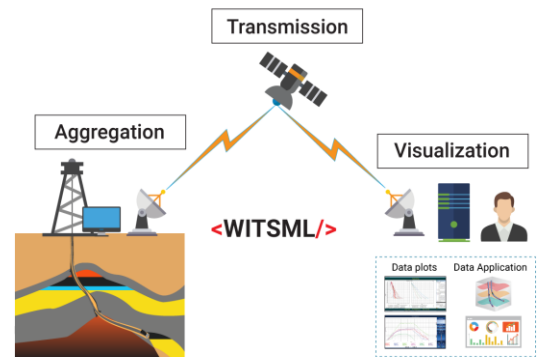 Transmission
Aggregation
Visualization
<WITSML/>
Data plots
Data Application